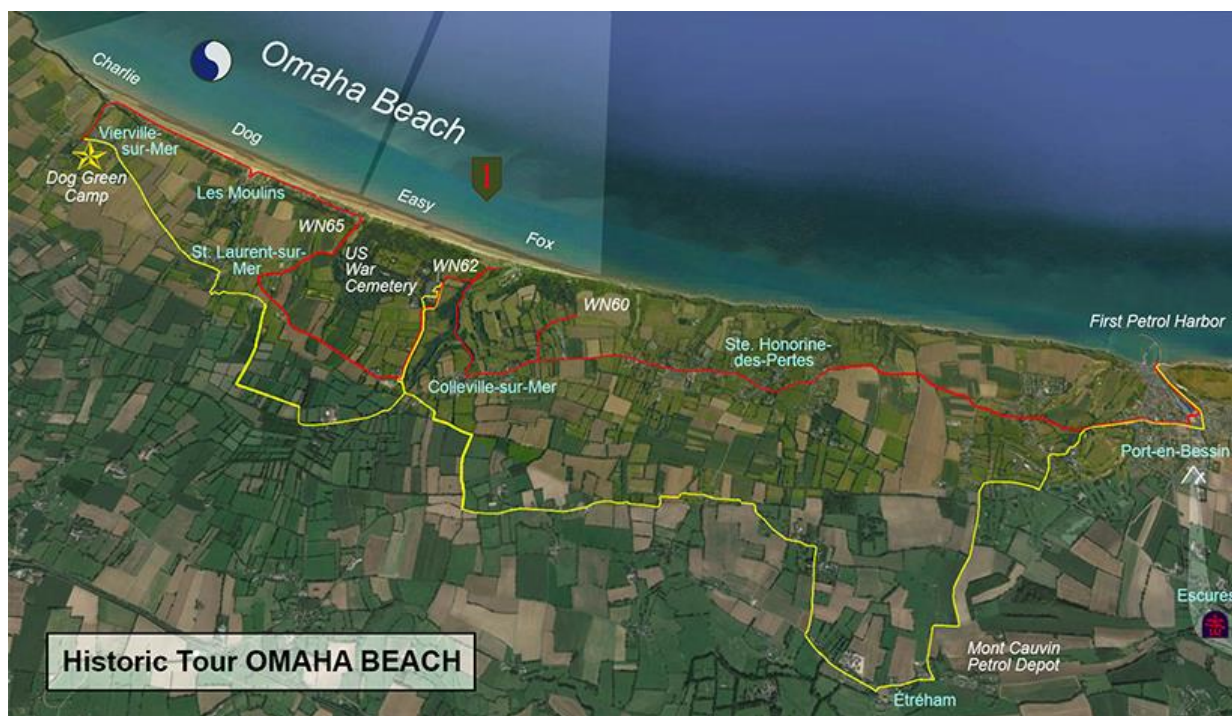 Charlie
Omaha Beach
Dog
Vierville-
sur-Mer
Dog Green
Camp
Les Moulins
1
Easy
Fox
WN65
St. Laurent-sur-
Mer
US
War
Cemetery
WN62
WN60
First Petrol Harbor
Ste. Honorine-
des-Pertes
Colleville-sur-Mer
Port-en-Bessin
Escures
Mont Cauvin
Petrol Depot
Étréham
Historic Tour OMAHA BEACH